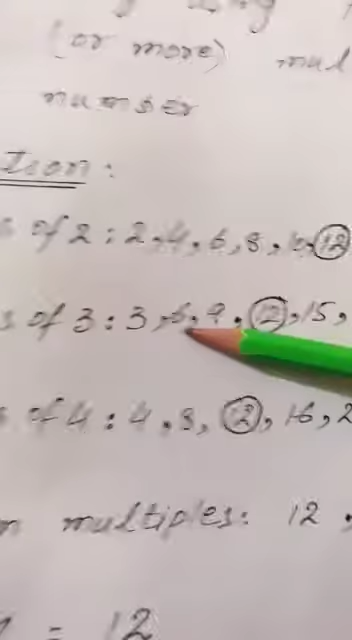 (or more) mul
number
tion:
s of 2 : 2, 4, 6, 8, 10, 12
s of 3 : 3, 6, 9, 12, 15,
s of 4 : 4, 8, 12, 16, 2
n multiples: 12
= 12